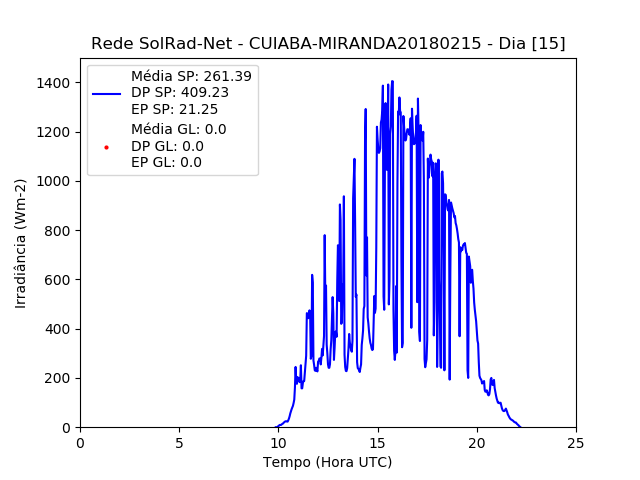 Rede SolRad-Net - CUIABA-MIRANDA20180215 - Dia [15]
Média SP: 261.39
DP SP: 409.23
EP SP: 21.25
Média GL: 0.0
DP GL: 0.0
EP GL: 0.0
Irradiância (Wm-2)
1400
1200
1000
800
600
400
200
0
0 5 10 15 20 25
Tempo (Hora UTC)